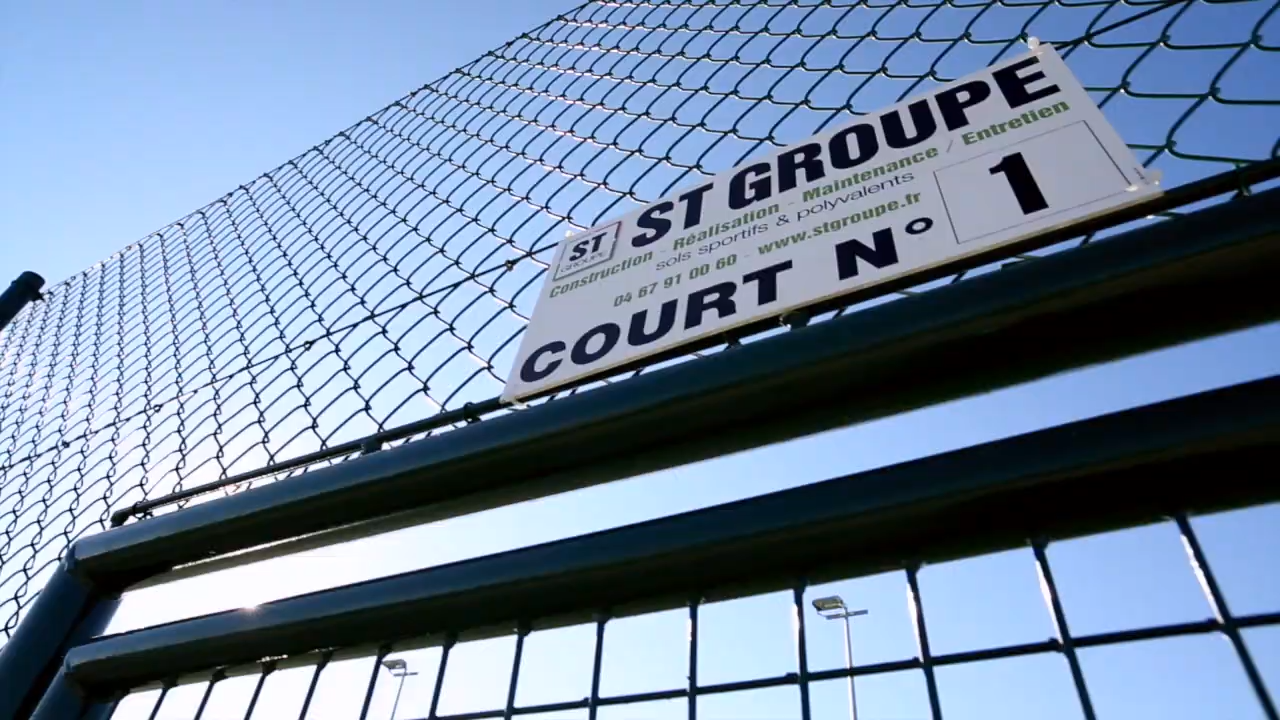 ST GROUPE
ST
GROUPE
Construction - Réalisation - Maintenance / Entretien
sols sportifs & polyvalents
04 67 91 00 60 - www.stgroupe.fr
COURT N° 1